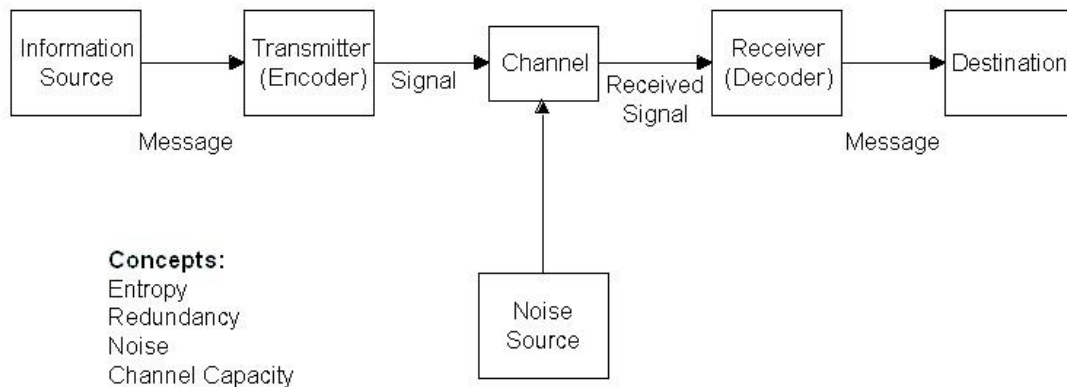 Information
Source
Message
Transmitter
(Encoder)
Signal
Channel
Received
Signal
Receiver
(Decoder)
Message
Destination
Noise
Source
Concepts:
Entropy
Redundancy
Noise
Channel Capacity